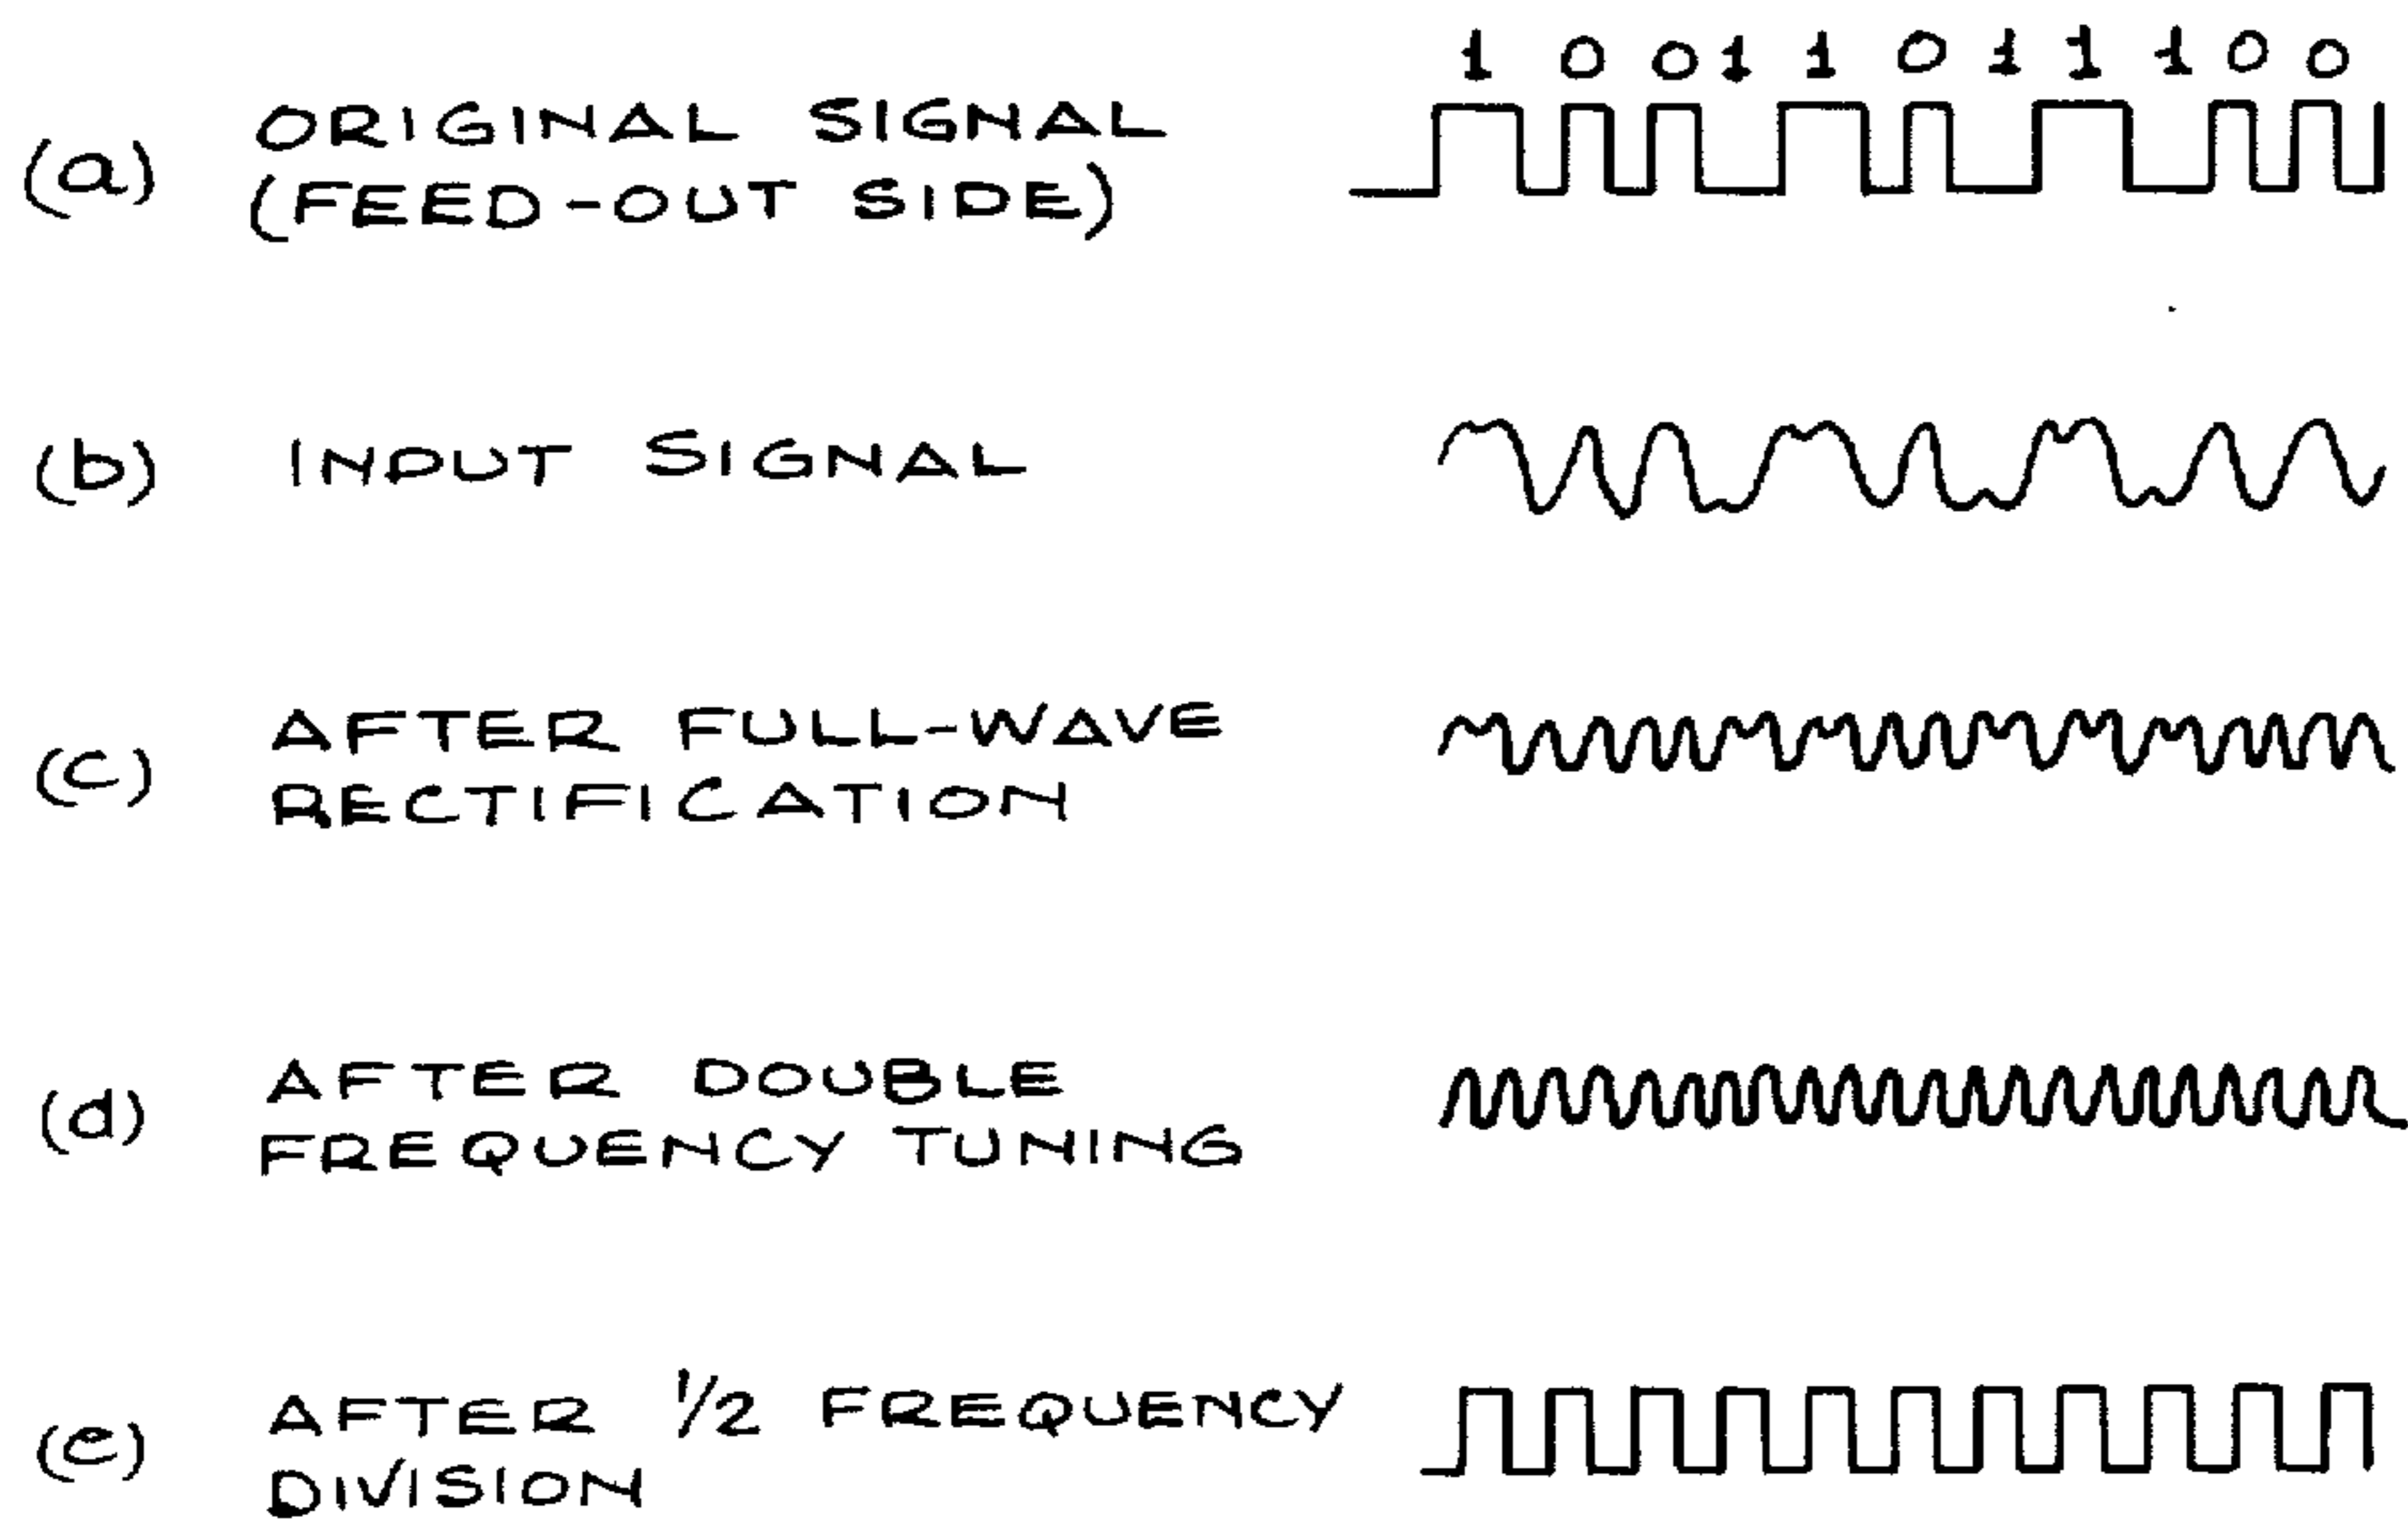 1 0 0 1 1 0 1 1 1 0 0
(a) ORIGINAL SIGNAL
(FEED-OUT SIDE)
(b) INPUT SIGNAL
(c) AFTER FULL-WAVE
RECTIFICATION
(d) AFTER DOUBLE
FREQUENCY TUNING
(e) AFTER 1/2 FREQUENCY
DIVISION